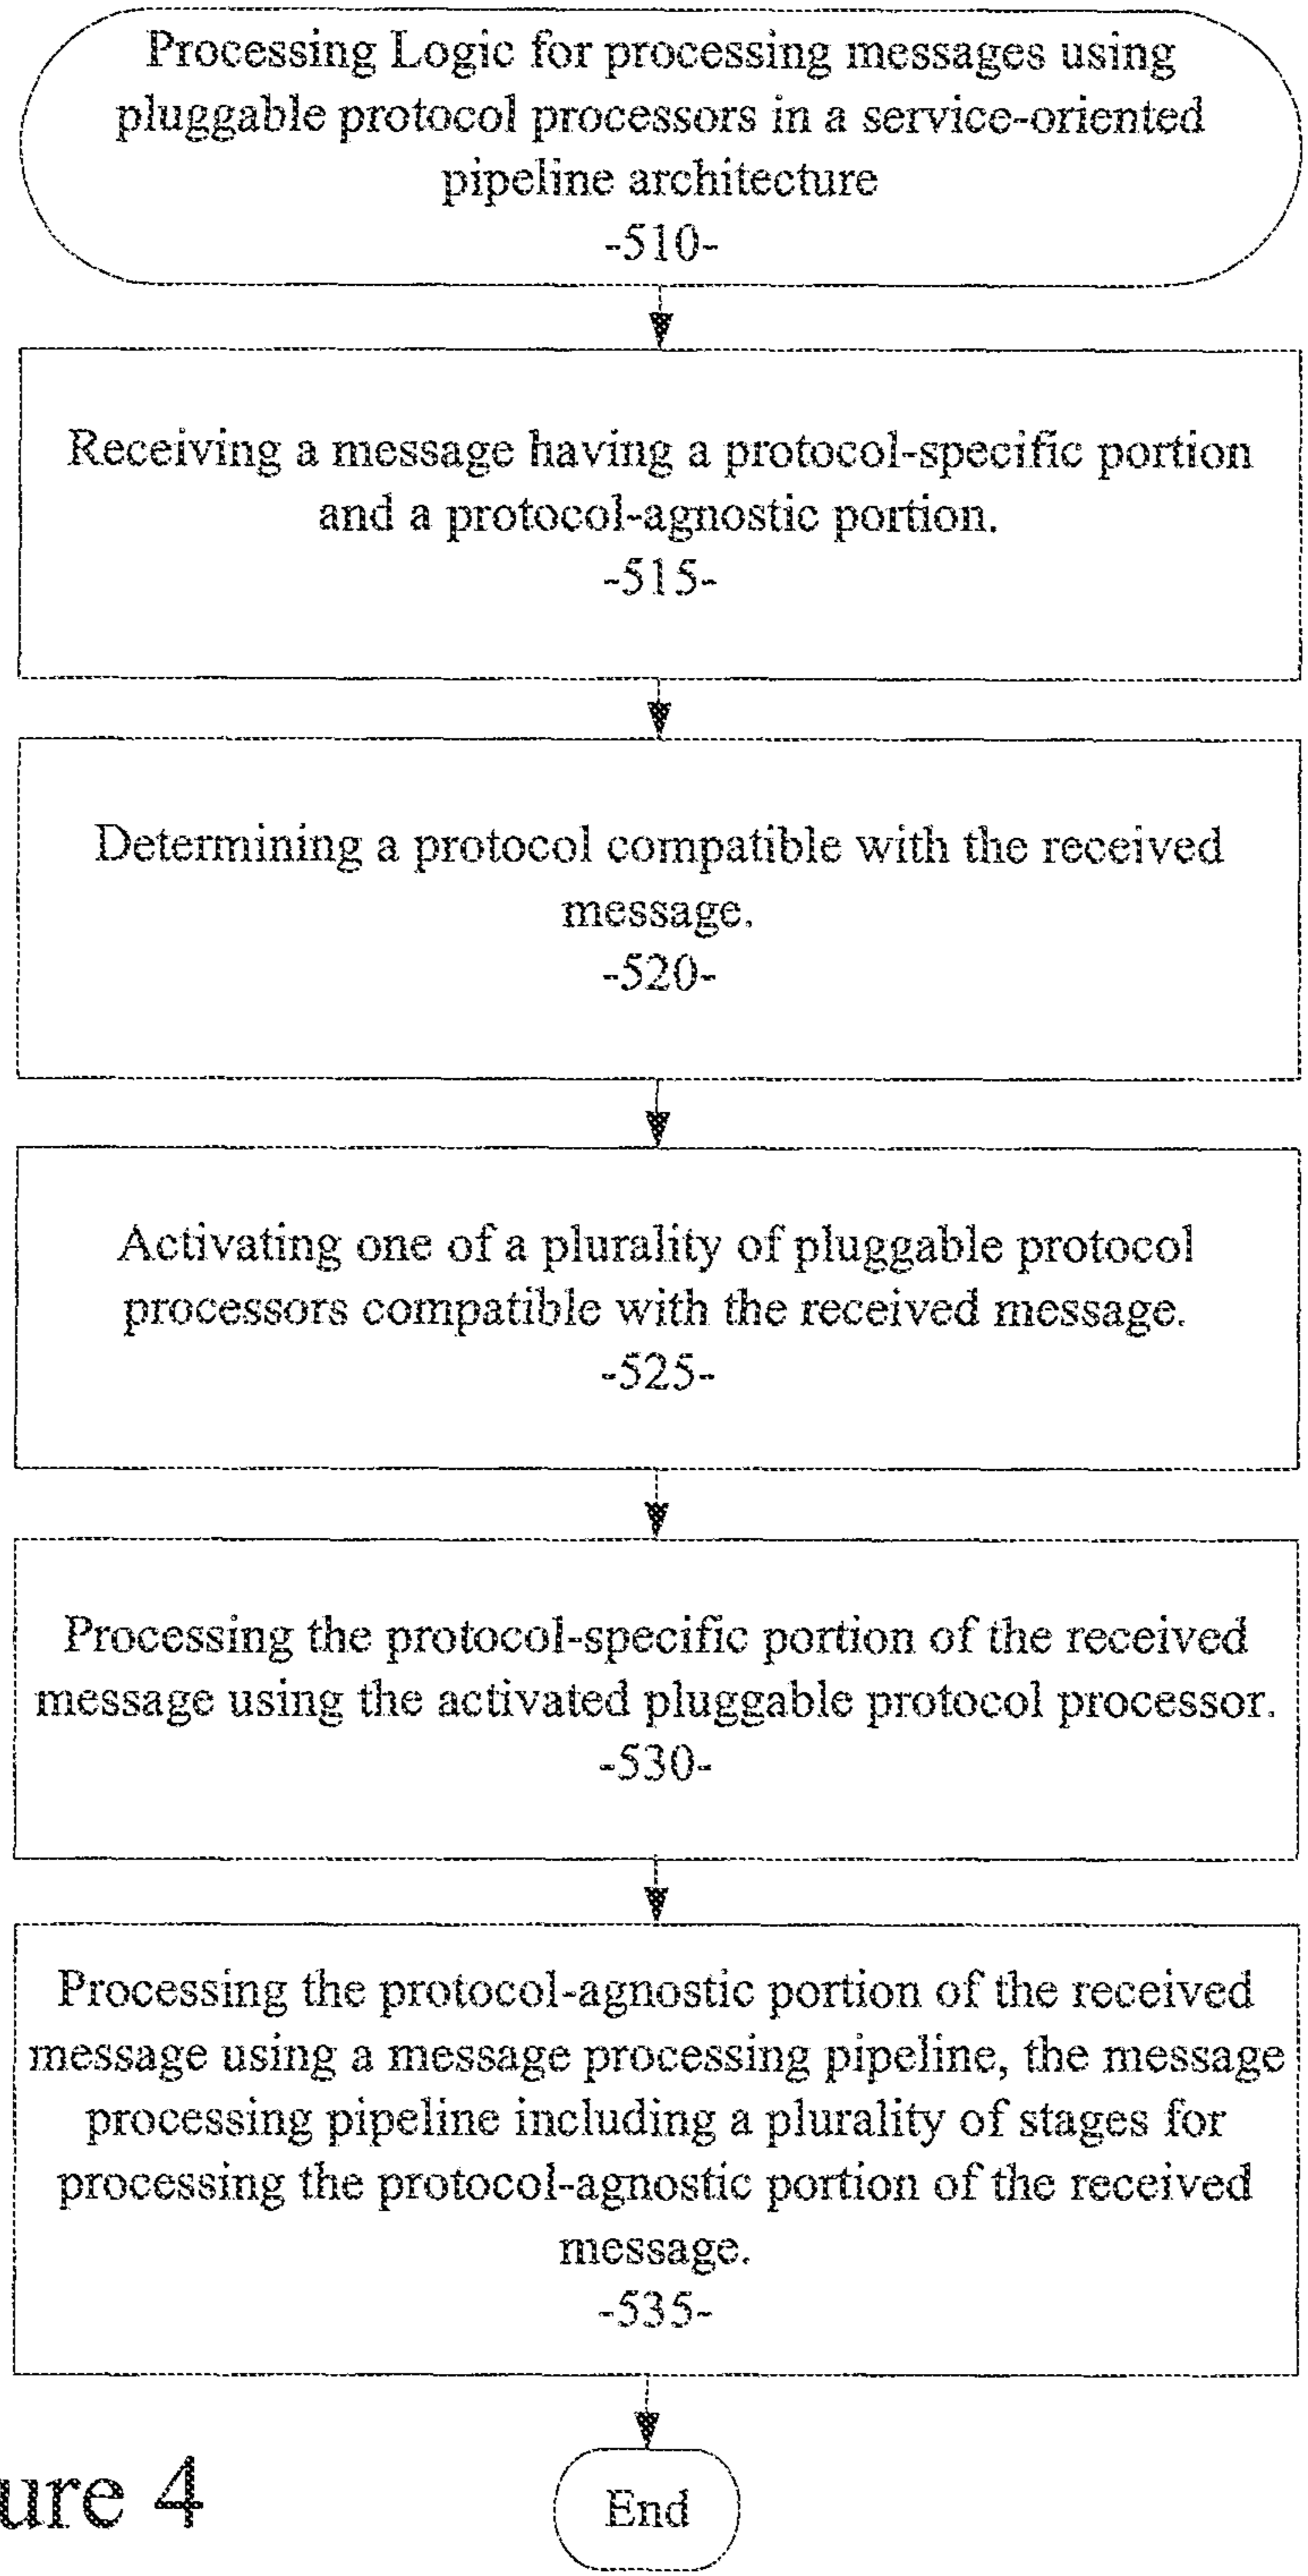 Processing Logic for processing messages using
pluggable protocol processors in a service-oriented
pipeline architecture
-510-
Receiving a message having a protocol-specific portion
and a protocol-agnostic portion.
-515-
Determining a protocol compatible with the received
message.
-520-
Activating one of a plurality of pluggable protocol
processors compatible with the received message.
-525-
Processing the protocol-specific portion of the received
message using the activated pluggable protocol processor.
-530-
Processing the protocol-agnostic portion of the received
message using a message processing pipeline, the message
processing pipeline including a plurality of stages for
processing the protocol-agnostic portion of the received
message.
-535-
End
ure 4